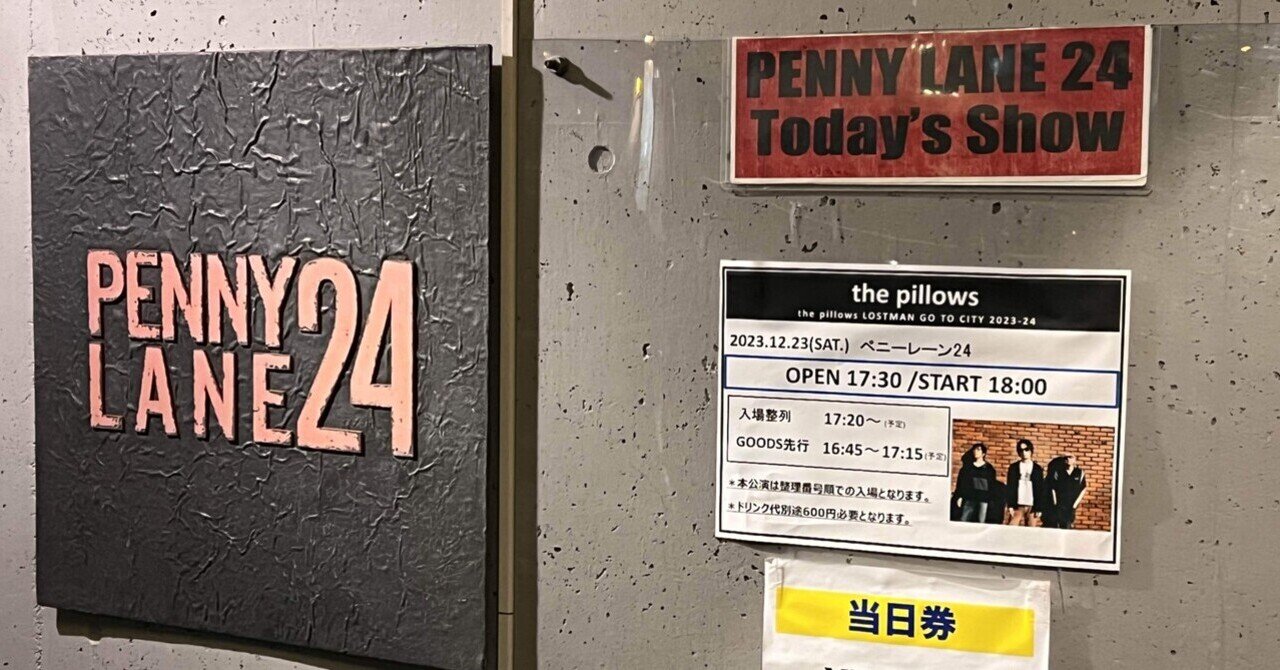 PENNY
LANE 24
PENNY LANE 24
Today's Show
the pillows
the pillows LOSTMAN GO TO CITY 2023-24
2023.12.23(SAT.) ペニーレーン24
OPEN 17:30 /START 18:00
入場整列 17:20～(予定)
GOODS先行 16:45～17:15(予定)
*本公演は整理番号順での入場となります。
*ドリンク代別途600円必要となります。
当日券